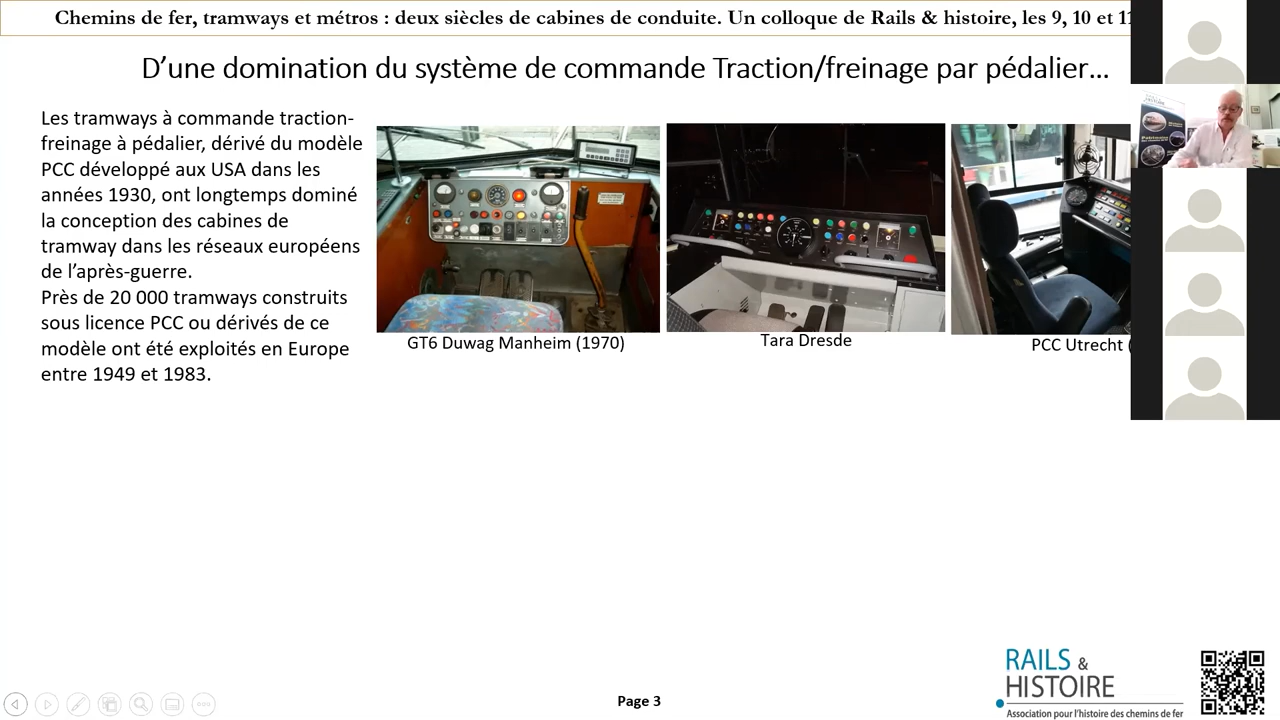 Chemins de fer, tramways et métros : deux siècles de cabines de conduite. Un colloque de Rails & histoire, les 9, 10 et 11
D’une domination du système de commande Traction/freinage par pédalier...
Les tramways à commande traction-
freinage à pédalier, dérivé du modèle
PCC développé aux USA dans les
années 1930, ont longtemps dominé
la conception des cabines de
tramway dans les réseaux européens
de l’après-guerre.
Près de 20 000 tramways construits
sous licence PCC ou dérivés de ce
modèle ont été exploités en Europe
entre 1949 et 1983.
GT6 Duwag Manheim (1970)
Tara Dresde
PCC Utrecht (
HISTOIRE
Page 3
RAILS &
HISTOIRE
Association pour l’histoire des chemins de fer